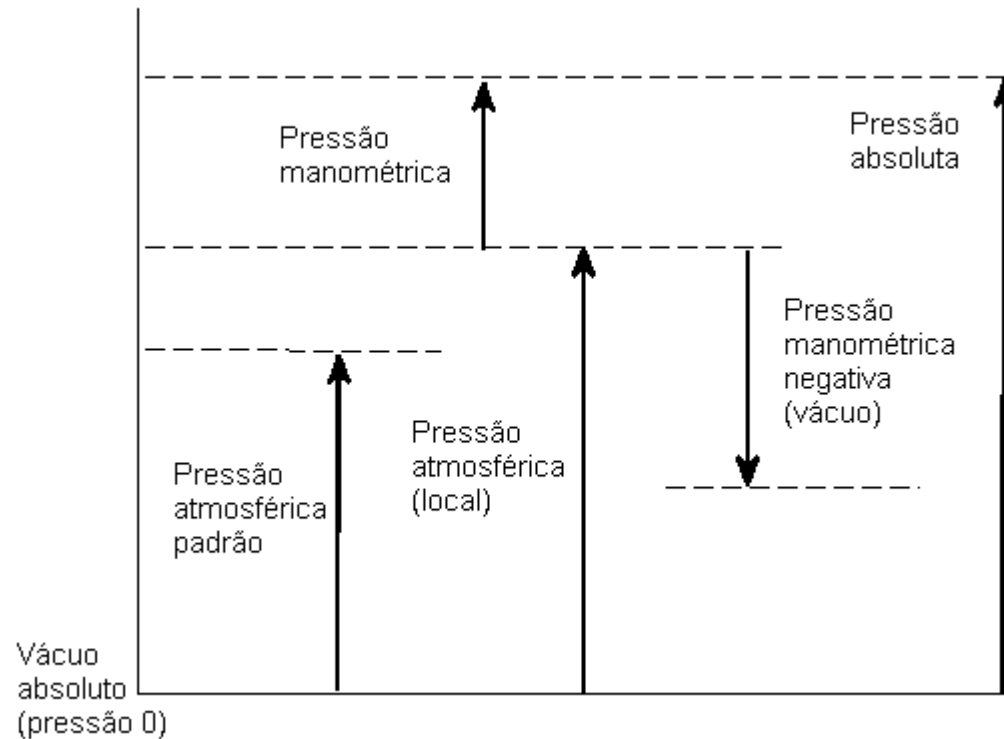 Pressão
manométrica
Pressão
absoluta
Pressão
manométrica
negativa
(vácuo)
Pressão
atmosférica
(local)
Pressão
atmosférica
padrão
Vácuo
absoluto
(pressão 0)